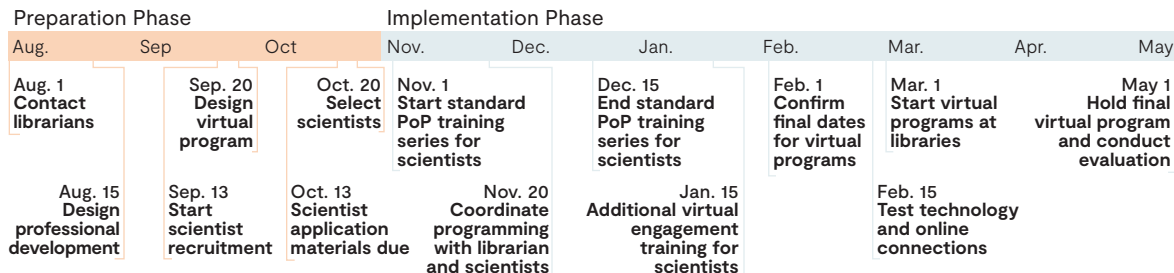 Preparation Phase
Implementation Phase
Aug.
Sep
Oct
Nov.
Dec.
Jan.
Feb.
Mar.
Apr.
May
Aug. 1
Contact
librarians
Sep. 20
Design
virtual
program
Oct. 20
Select
scientists
Nov. 1
Start standard
PoP training
series for
scientists
Dec. 15
End standard
PoP training
series for
scientists
Feb. 1
Confirm
final dates
for virtual
programs
Mar. 1
Start virtual
programs at
libraries
May 1
Hold final
virtual program
and conduct
evaluation
Aug. 15
Design
professional
development
Sep. 13
Start
scientist
recruitment
Oct. 13
Scientist
application
materials due
Nov. 20
Coordinate
programming
with librarian
and scientists
Jan. 15
Additional virtual
engagement
training for
scientists
Feb. 15
Test technology
and online
connections